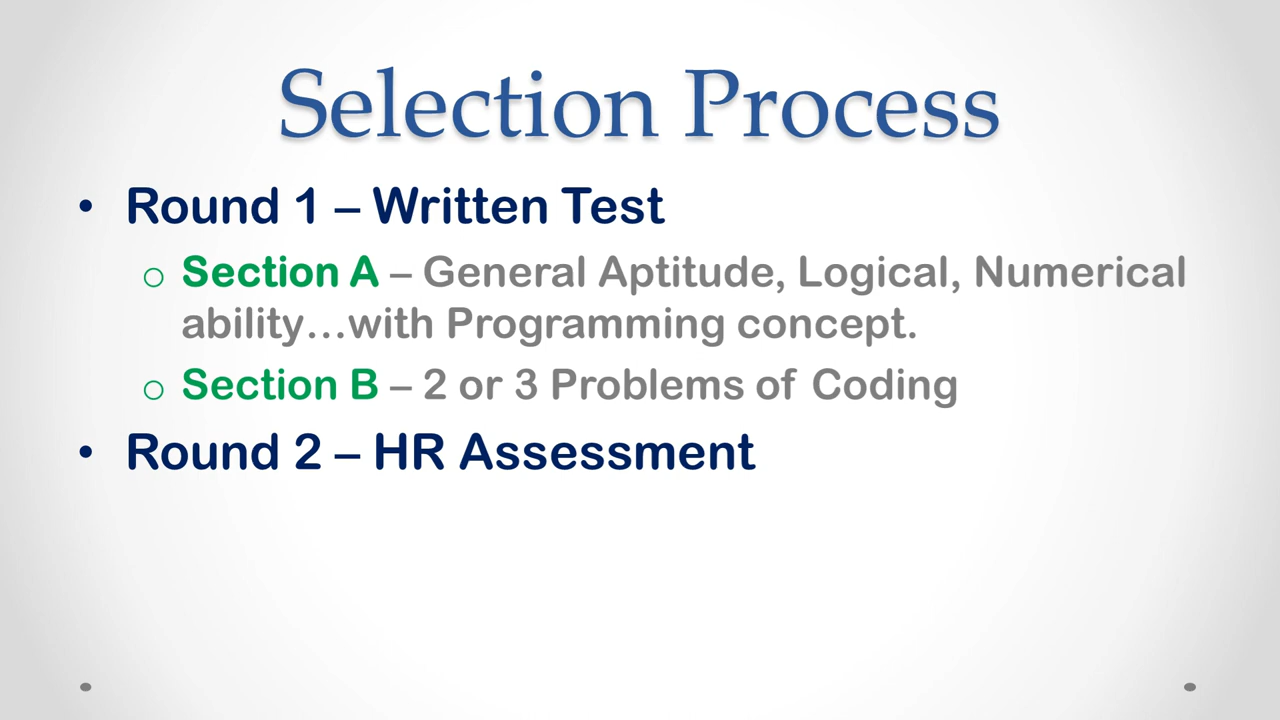 Selection Process
• Round 1 – Written Test
o Section A – General Aptitude, Logical, Numerical
ability...with Programming concept.
o Section B – 2 or 3 Problems of Coding
• Round 2 – HR Assessment